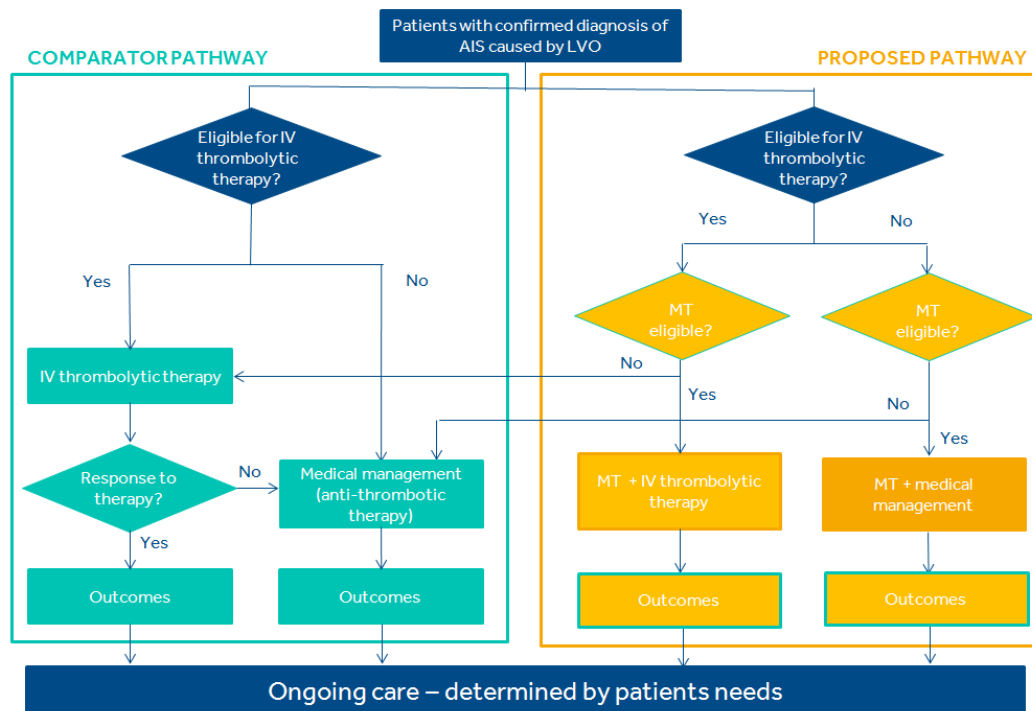 Patients with confirmed diagnosis of
AIS caused by LVO
COMPARATOR PATHWAY
PROPOSED PATHWAY
Eligible for IV
thrombolytic
therapy?
Eligible for IV
thrombolytic
therapy?
Yes
No
Yes
No
MT
eligible?
MT
eligible?
No
Yes
No
Yes
IV thrombolytic therapy
Response to
therapy?
No
Yes
Medical management
(anti-thrombotic
therapy)
MT + IV thrombolytic
therapy
MT + medical
management
Outcomes
Outcomes
Outcomes
Outcomes
Ongoing care – determined by patients needs